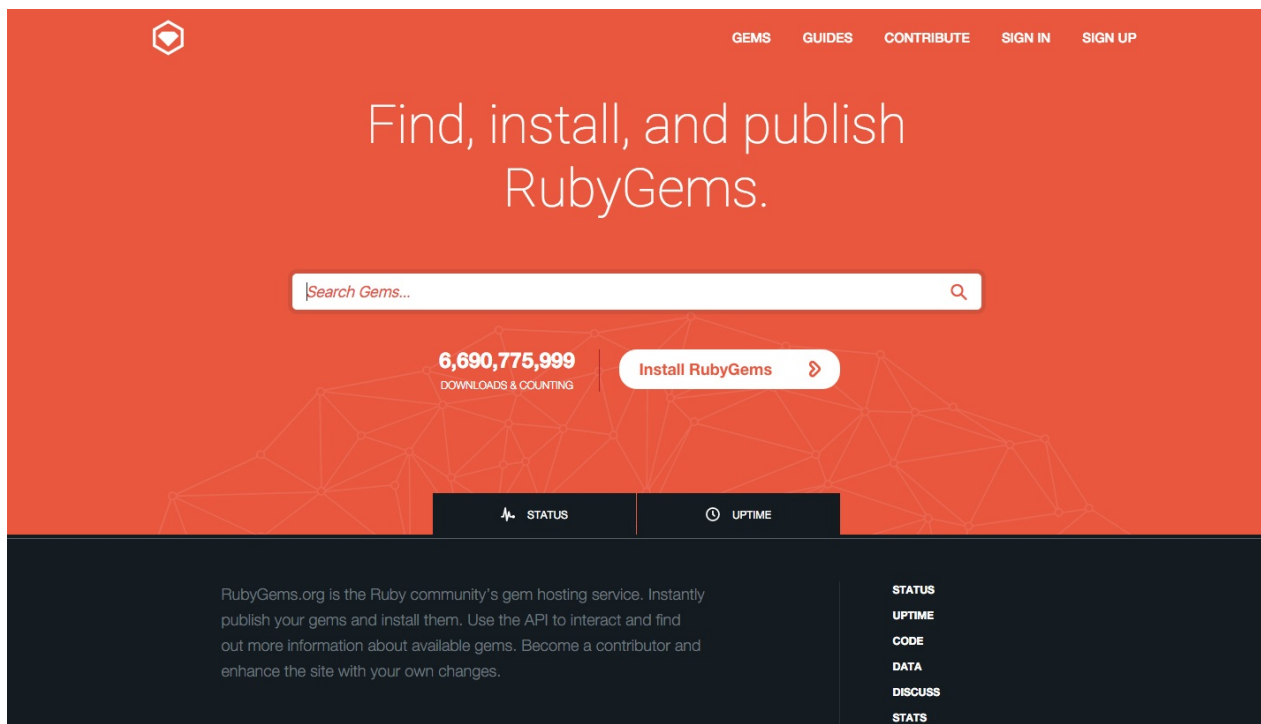 GEMS GUIDES CONTRIBUTE SIGN IN SIGN UP
Find, install, and publish
RubyGems.
Search Gems...
6,690,775,999
DOWNLOADS & COUNTING
Install RubyGems
STATUS
UPTIME
RubyGems.org is the Ruby community's gem hosting service. Instantly
publish your gems and install them. Use the API to interact and find
out more information about available gems. Become a contributor and
enhance the site with your own changes.
STATUS
UPTIME
CODE
DATA
DISCUSS
STATS